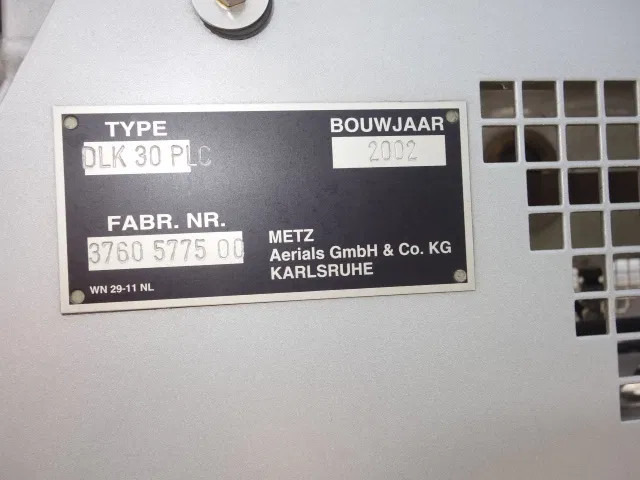 TYPE
BOUWJAAR
DLK 30 PLC
2002
FABR. NR.
3760 5775 00
METZ
Aerials GmbH & Co. KG
KARLSRUHE
WN 29-11 NL